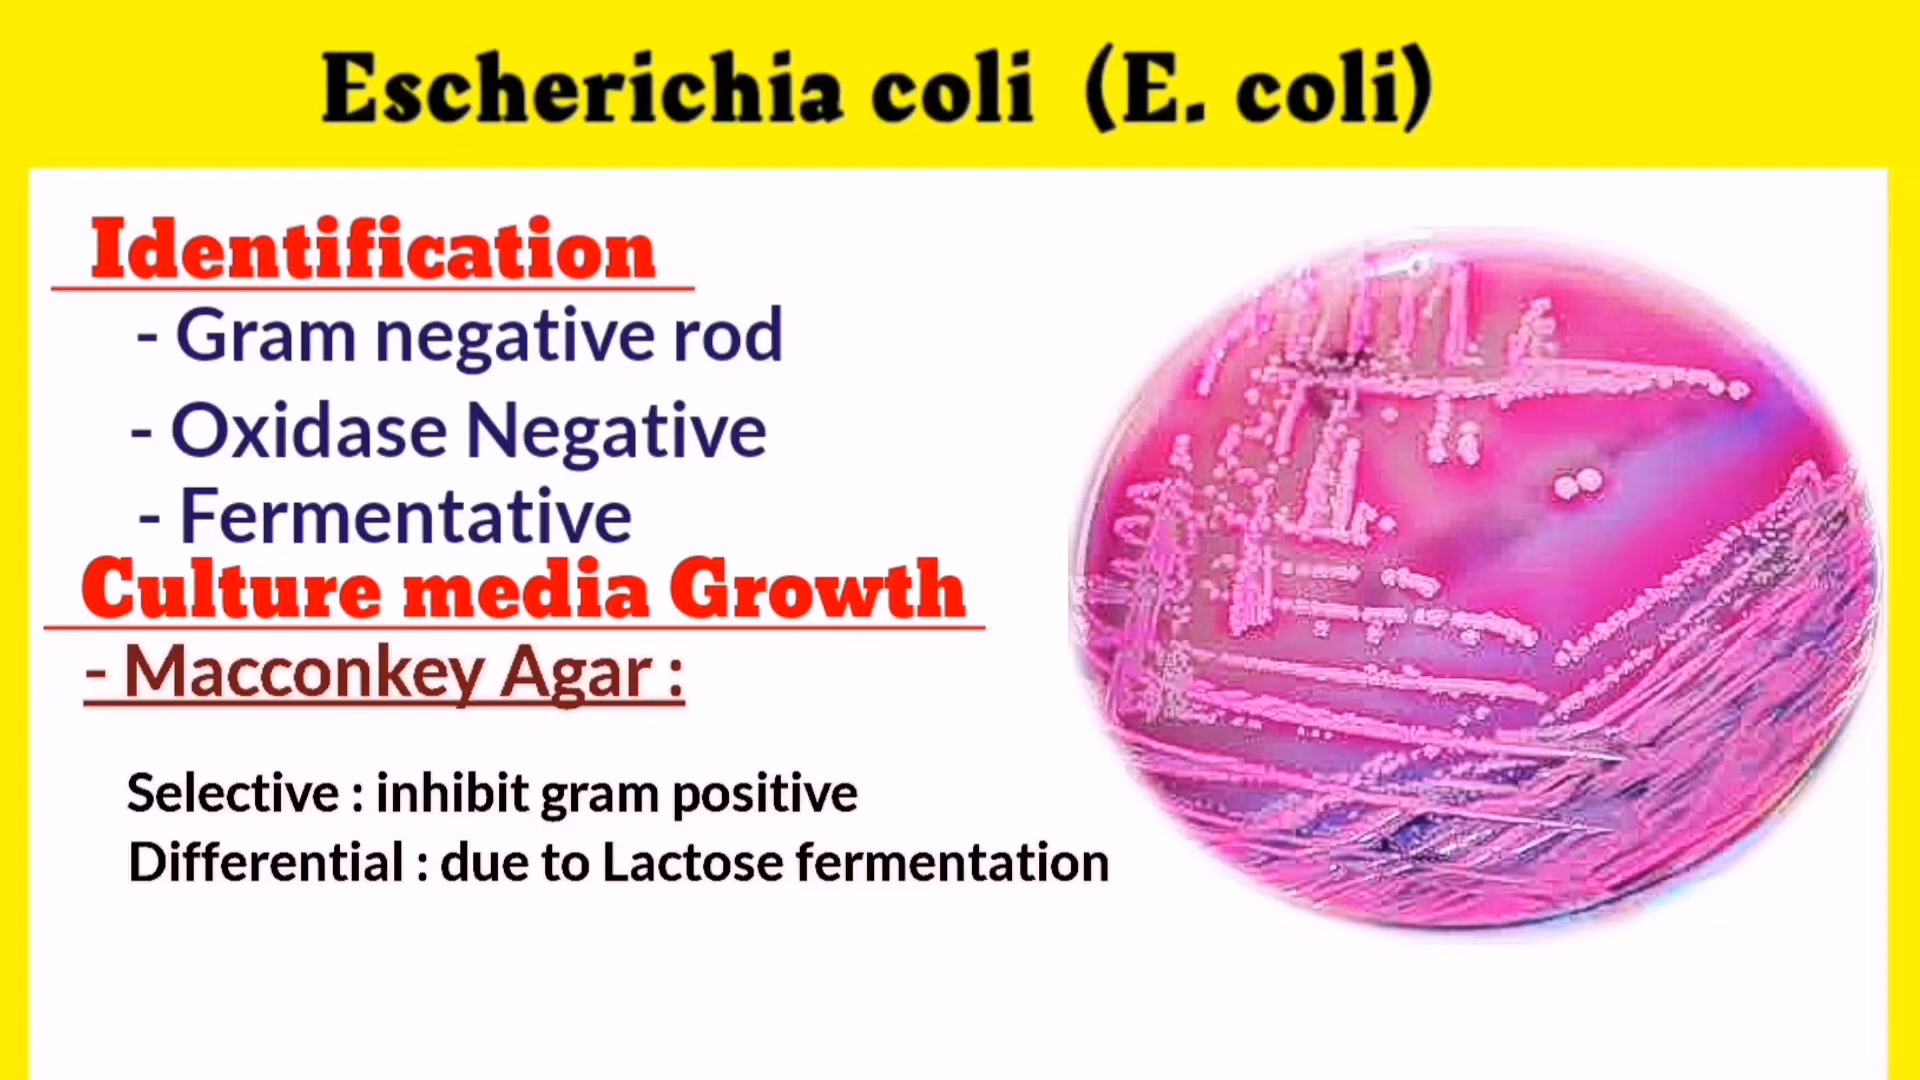 Escherichia coli (E. coli)
Identification
- Gram negative rod
- Oxidase Negative
- Fermentative
Culture media Growth
- Macconkey Agar :
Selective : inhibit gram positive
Differential : due to Lactose fermentation